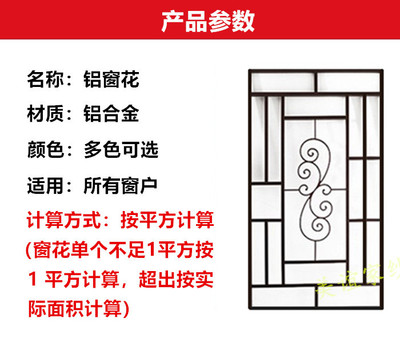 产品参数
名称：铝窗花
材质：铝合金
颜色：多色可选
适用：所有窗户
计算方式：按平方计算
(窗花单个不足1平方按
1 平方计算，超出按实
际面积计算)